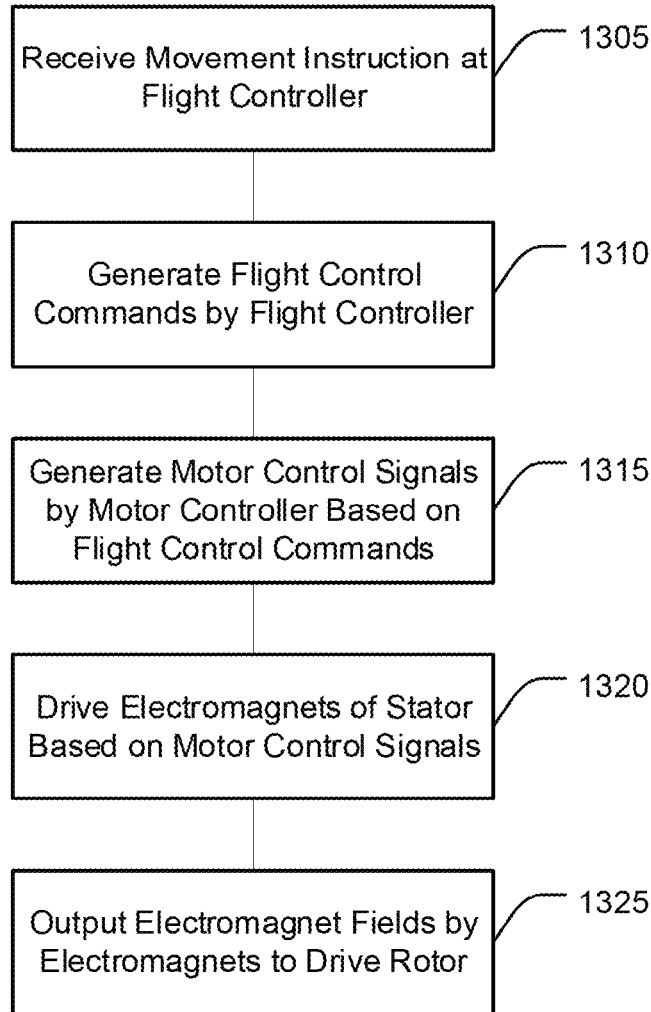 Receive Movement Instruction at
Flight Controller
1305
Generate Flight Control
Commands by Flight Controller
1310
Generate Motor Control Signals
by Motor Controller Based on
Flight Control Commands
1315
Drive Electromagnets of Stator
Based on Motor Control Signals
1320
Output Electromagnet Fields by
Electromagnets to Drive Rotor
1325